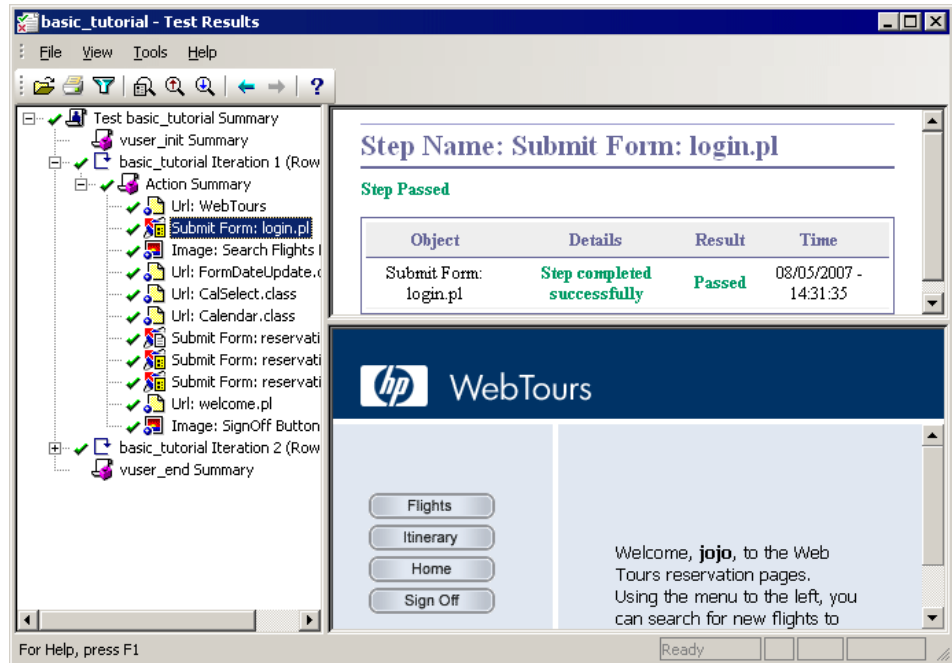 basic_tutorial - Test Results
File View Tools Help
Test basic_tutorial Summary
vuser_init Summary
basic_tutorial Iteration 1 (Row
Action Summary
Url: WebTours
Submit Form: login.pl
Image: Search Flights
Url: FormDateUpdate.c
Url: CalSelect.class
Url: Calendar.class
Submit Form: reservati
Submit Form: reservati
Submit Form: reservati
Url: welcome.pl
Image: SignOff Button
basic_tutorial Iteration 2 (Row
vuser_end Summary
Step Name: Submit Form: login.pl
Step Passed
Object Details Result Time
Submit Form: login.pl
Step completed successfully
Passed
08/05/2007 - 14:31:35
hp WebTours
Flights
Itinerary
Home
Sign Off
Welcome, jojo, to the Web
Tours reservation pages.
Using the menu to the left, you
can search for new flights to
For Help, press F1
Ready